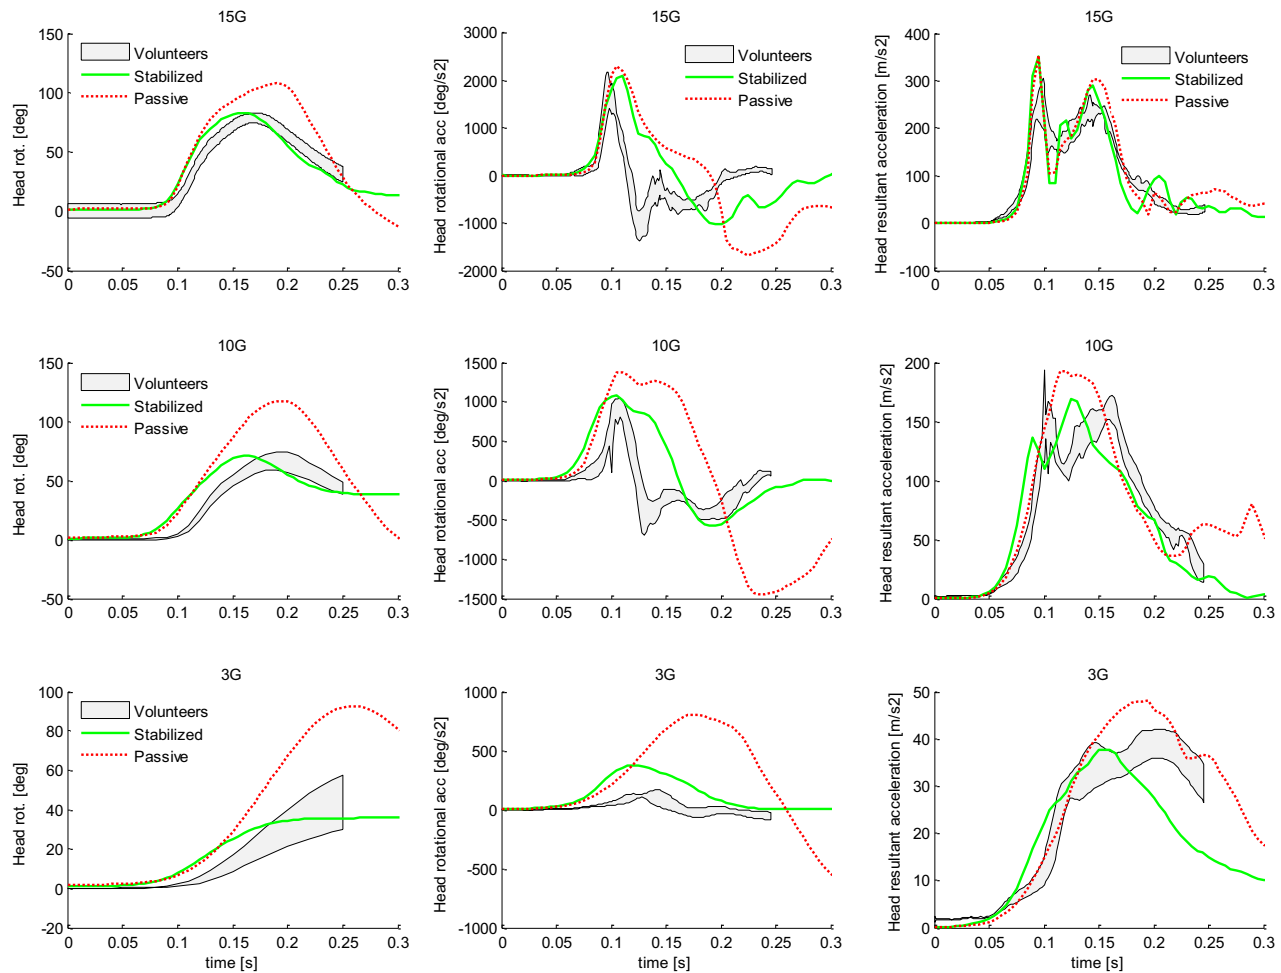 15G
150
100
50
0
-50
Head rot. [deg]
Volunteers
Stabilized
Passive
0 0.05 0.1 0.15 0.2 0.25 0.3
15G
3000
2000
1000
0
-1000
-2000
Head rotational acc [deg/s2]
Volunteers
Stabilized
Passive
0 0.05 0.1 0.15 0.2 0.25 0.3
15G
400
300
200
100
0
-100
Head resultant acceleration [m/s2]
Volunteers
Stabilized
Passive
0 0.05 0.1 0.15 0.2 0.25 0.3
10G
150
100
50
0
-50
Head rot. [deg]
Volunteers
Stabilized
Passive
0 0.05 0.1 0.15 0.2 0.25 0.3
10G
1500
1000
500
0
-500
-1000
-1500
Head rotational acc [deg/s2]
0 0.05 0.1 0.15 0.2 0.25 0.3
10G
200
150
100
50
0
Head resultant acceleration [m/s2]
0 0.05 0.1 0.15 0.2 0.25 0.3
3G
100
80
60
40
20
0
-20
Head rot. [deg]
Volunteers
Stabilized
Passive
0 0.05 0.1 0.15 0.2 0.25 0.3
time [s]
3G
1000
500
0
-500
-1000
Head rotational acc [deg/s2]
0 0.05 0.1 0.15 0.2 0.25 0.3
time [s]
3G
50
40
30
20
10
0
Head resultant acceleration [m/s2]
0 0.05 0.1 0.15 0.2 0.25 0.3
time [s]